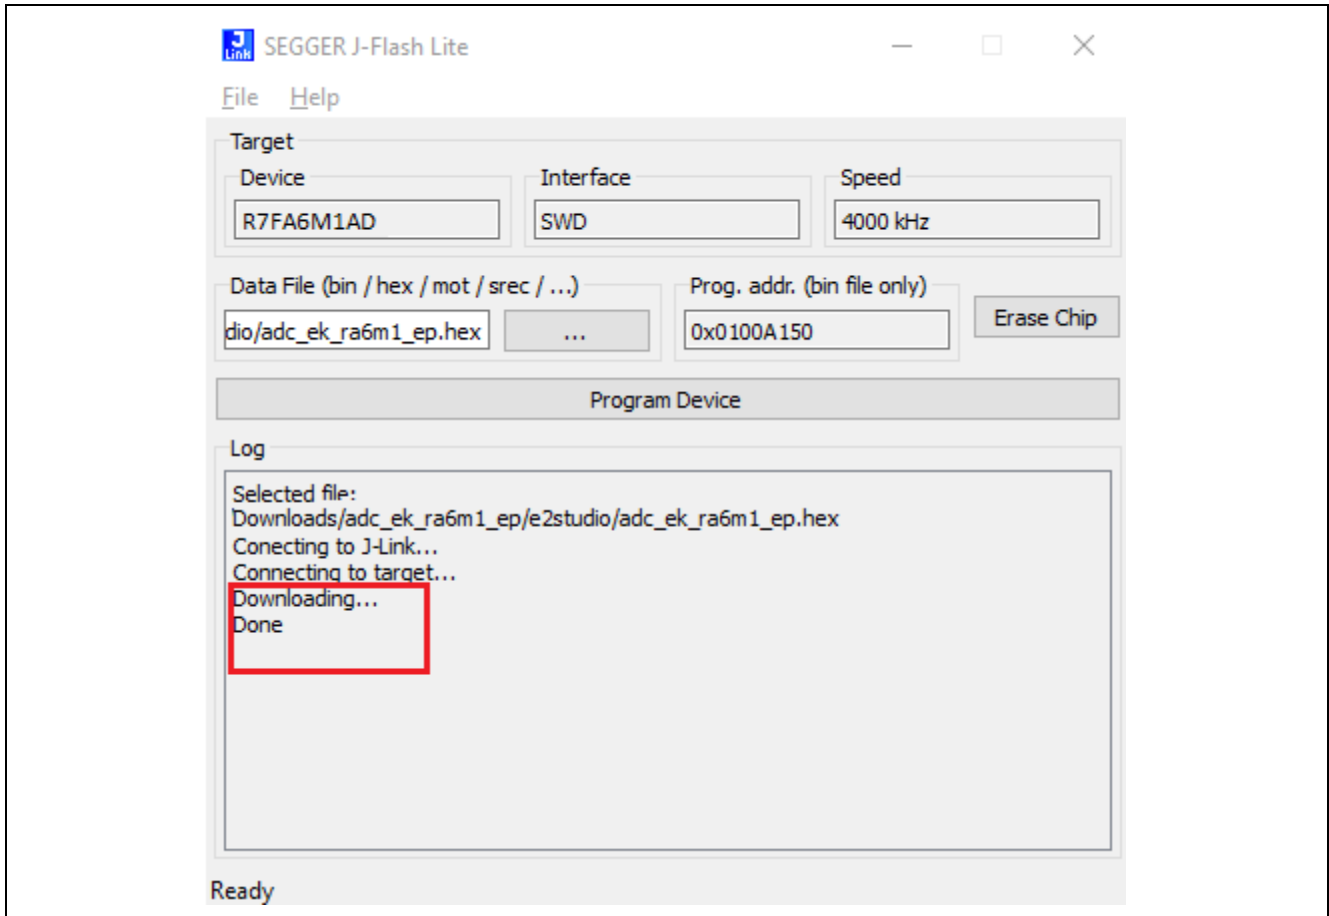 J
Link
SEGGER J-Flash Lite
File Help
Target
Device Interface Speed
R7FA6M1AD SWD 4000 kHz
Data File (bin / hex / mot / srec / ...) Prog. addr. (bin file only)
dio/adc_ek_ra6m1_ep.hex ... 0x0100A150 Erase Chip
Program Device
Log
Selected file:
Downloads/adc_ek_ra6m1_ep/e2studio/adc_ek_ra6m1_ep.hex
Conecting to J-Link...
Connecting to target...
Downloading...
Done
Ready